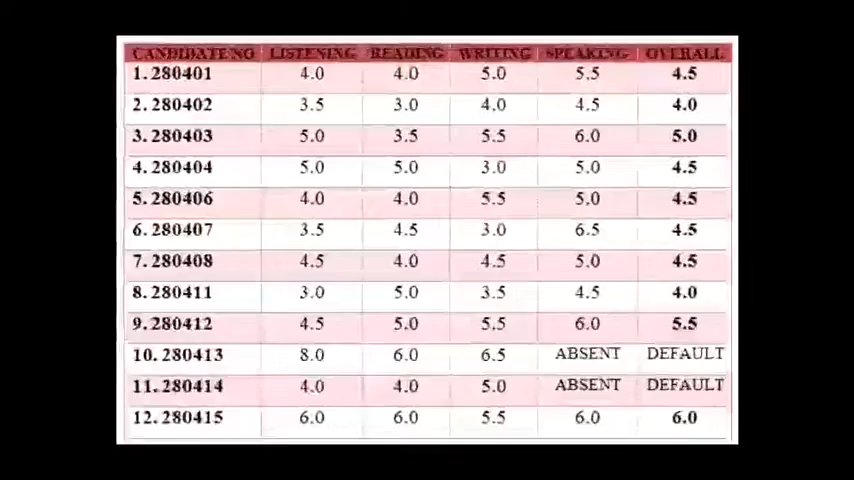 CANDIDATE NO LISTENING READING WRITING SPEAKING OVERALL
1. 280401 4.0 4.0 5.0 5.5 4.5
2. 280402 3.5 3.0 4.0 4.5 4.0
3. 280403 5.0 3.5 5.5 6.0 5.0
4. 280404 5.0 5.0 3.0 5.0 4.5
5. 280406 4.0 4.0 5.5 5.0 4.5
6. 280407 3.5 4.5 3.0 6.5 4.5
7. 280408 4.5 4.0 4.5 5.0 4.5
8. 280411 3.0 5.0 3.5 4.5 4.0
9. 280412 4.5 5.0 5.5 6.0 5.5
10. 280413 8.0 6.0 6.5 ABSENT DEFAULT
11. 280414 4.0 4.0 5.0 ABSENT DEFAULT
12. 280415 6.0 6.0 5.5 6.0 6.0